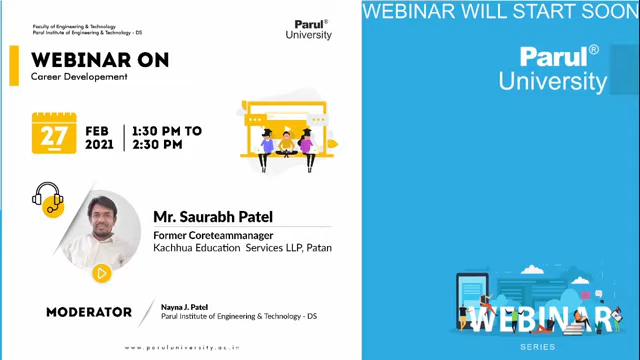 Faculty of Engineering & Technology
Parul Institute of Engineering & Technology - DS
Parul®
University
WEBINAR ON
Career Developement
27
FEB
2021
1:30 PM TO
2:30 PM
Mr. Saurabh Patel
Former Coreteammanager
Kachhua Education Services LLP, Patan
MODERATOR
Nayna J. Patel
Parul Institute of Engineering & Technology - DS
www.paruluniversity.ac.in
WEBINAR WILL START SOON
Parul®
University
WEBINAR
SERIES